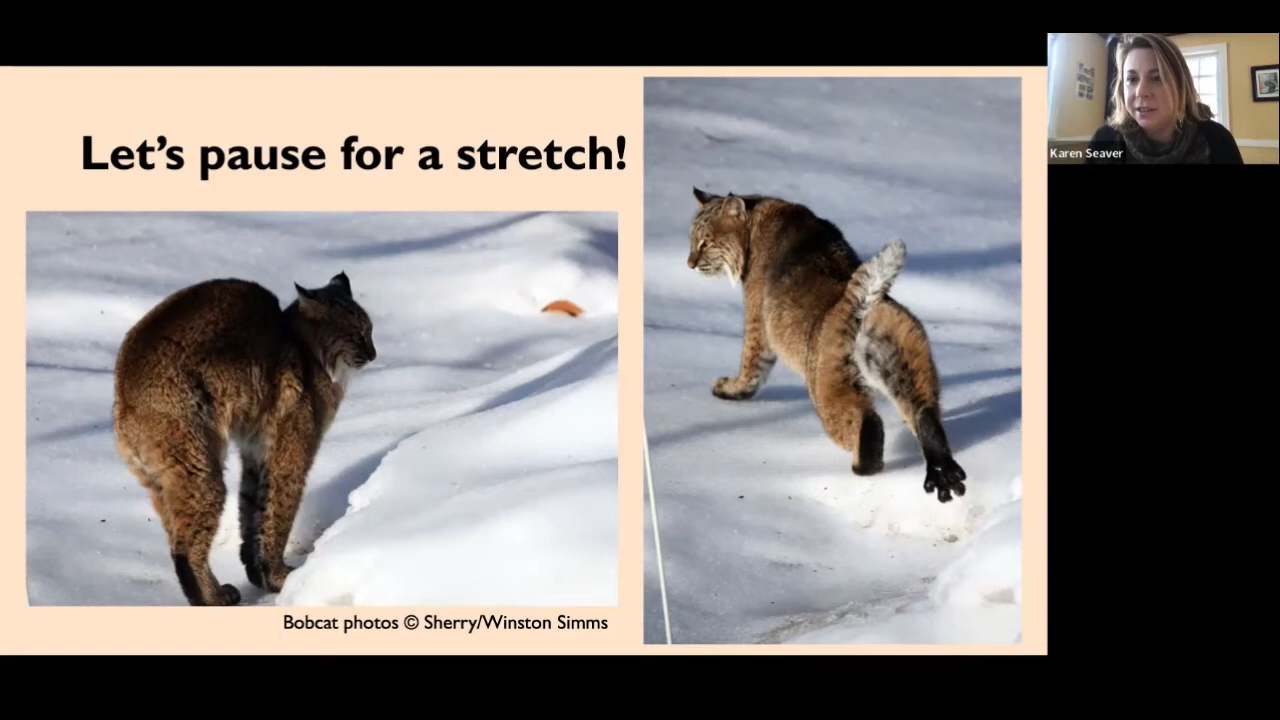 Let's pause for a stretch!
Bobcat photos © Sherry/Winston Simms
Karen Seaver